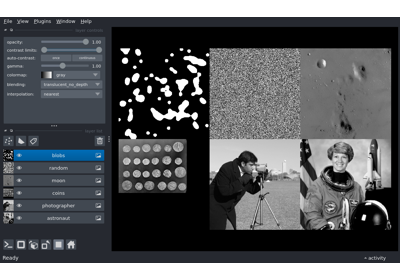 File View Plugins Window Help
opacity: 1.00
contrast limits:
auto-contrast: once continuous
gamma: 1.00
colormap: gray
blending: translucent_no_depth
interpolation: nearest
blobs
random
moon
coins
photographer
astronaut
Ready activity